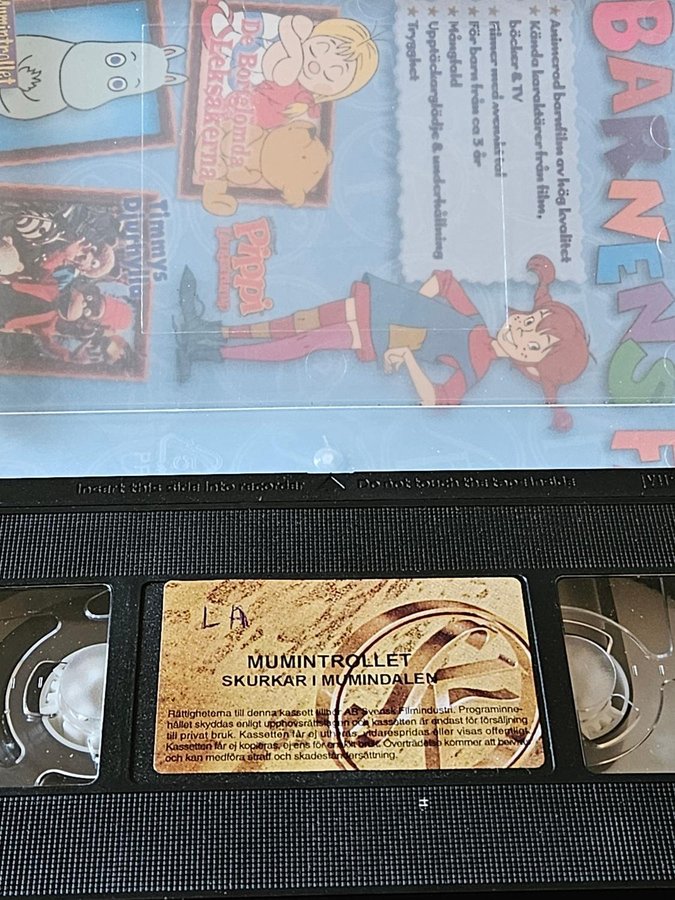 BARNENS F
★ Animerad barnfilm av hög kvalitet
★ Kända karaktärer från film,
böcker & TV
★ Filmer med svenskt tal
★ För barn från ca 3 år
★ Mångfald
★ Upptäckarglädje & underhållning
★ Trygghet
Mumintrollet
De Bortglömda
Leksakerna
Timmys
Pippi
Insert this side into recorder
Do not touch the tape inside
LA
MUMINTROLLET
SKURKAR I MUMINDALEN
Rättigheterna till denna kassett tillhör AB Svensk Filmindustri. Programinne-
hållet skyddas enligt upphovsrättslagen och kassetten är endast för försäljning
till privat bruk. Kassetten får ej uthyras, vidarespridas eller visas offentligt.
Kassetten får ej kopieras, ej ens för enskilt bruk. Överträdelse kommer att beivras
och kan medföra straff och skadeståndsersättning.
H